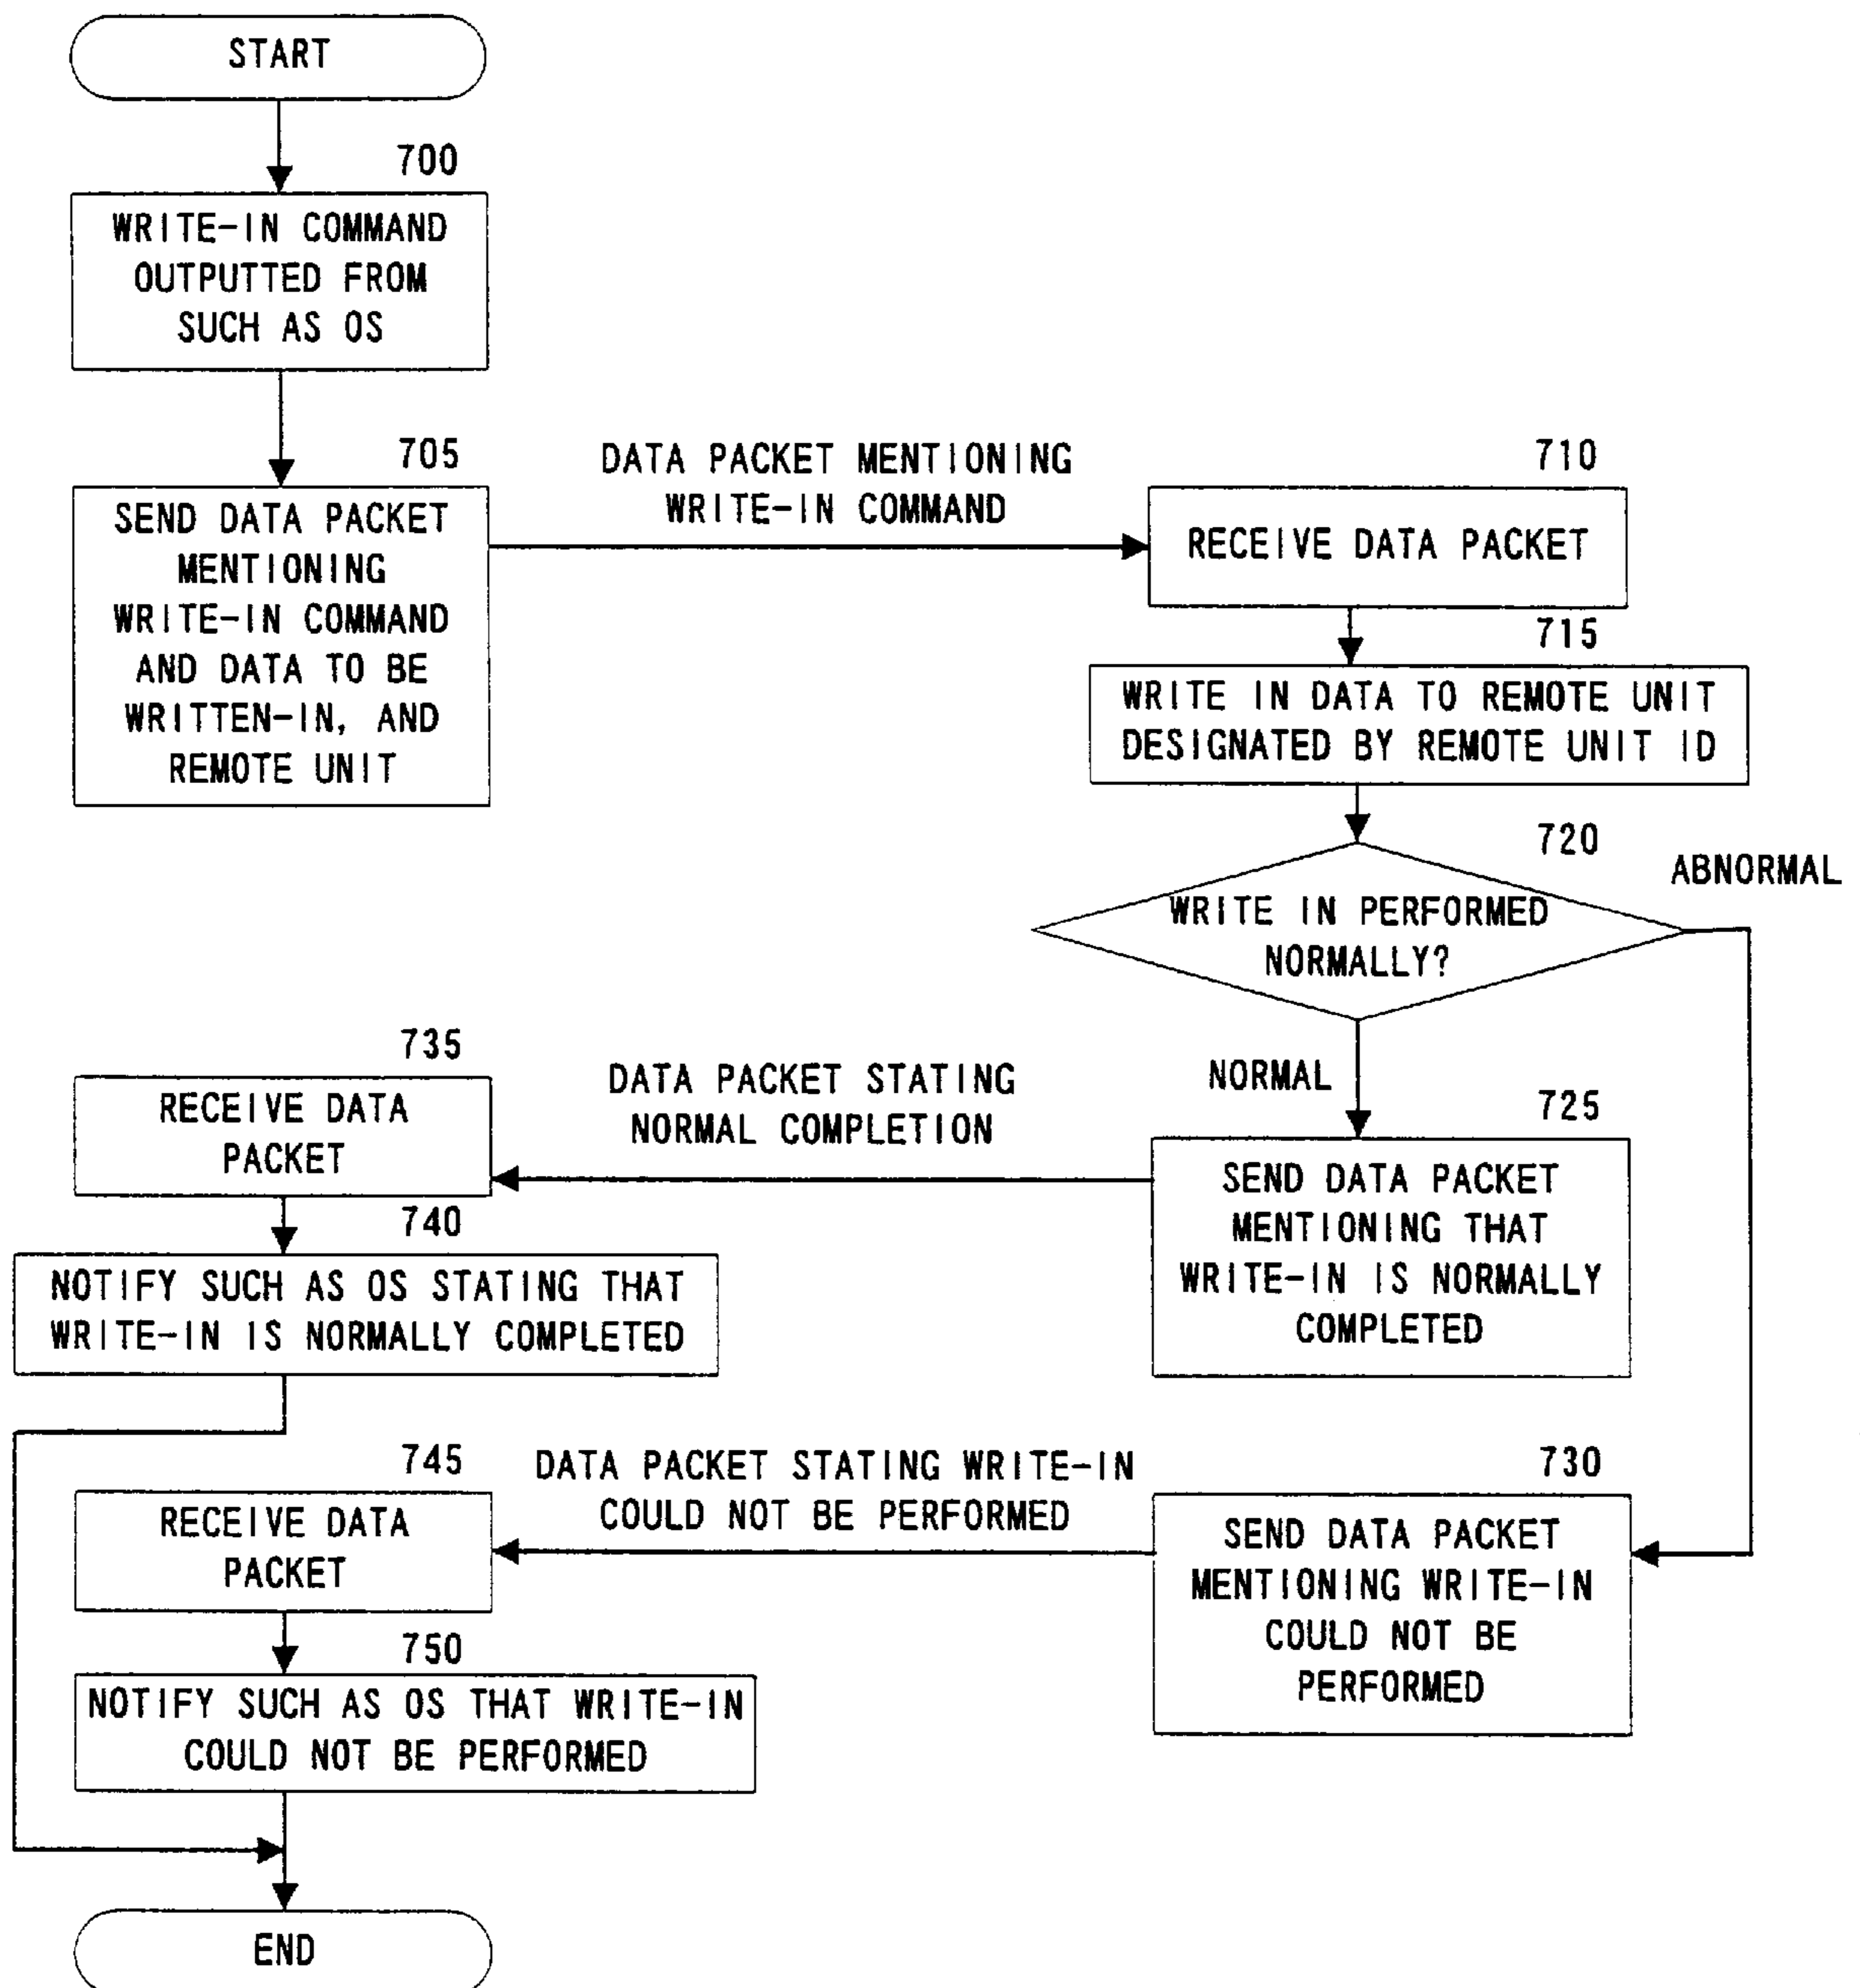 START
700
WRITE-IN COMMAND
OUTPUTTED FROM
SUCH AS OS
705
SEND DATA PACKET
MENTIONING
WRITE-IN COMMAND
AND DATA TO BE
WRITTEN-IN, AND
REMOTE UNIT
DATA PACKET MENTIONING
WRITE-IN COMMAND
710
RECEIVE DATA PACKET
715
WRITE IN DATA TO REMOTE UNIT
DESIGNATED BY REMOTE UNIT ID
720
ABNORMAL
WRITE IN PERFORMED
NORMALLY?
NORMAL
725
SEND DATA PACKET
MENTIONING THAT
WRITE-IN IS NORMALLY
COMPLETED
DATA PACKET STATING
NORMAL COMPLETION
735
RECEIVE DATA
PACKET
740
NOTIFY SUCH AS OS STATING THAT
WRITE-IN IS NORMALLY COMPLETED
730
SEND DATA PACKET
MENTIONING WRITE-IN
COULD NOT BE
PERFORMED
DATA PACKET STATING WRITE-IN
COULD NOT BE PERFORMED
745
RECEIVE DATA
PACKET
750
NOTIFY SUCH AS OS THAT WRITE-IN
COULD NOT BE PERFORMED
END